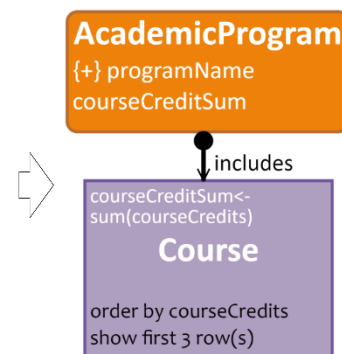 AcademicProgram
{+} programName
courseCreditSum
includes
courseCreditSum<-
sum(courseCredits)
Course
order by courseCredits
show first 3 row(s)